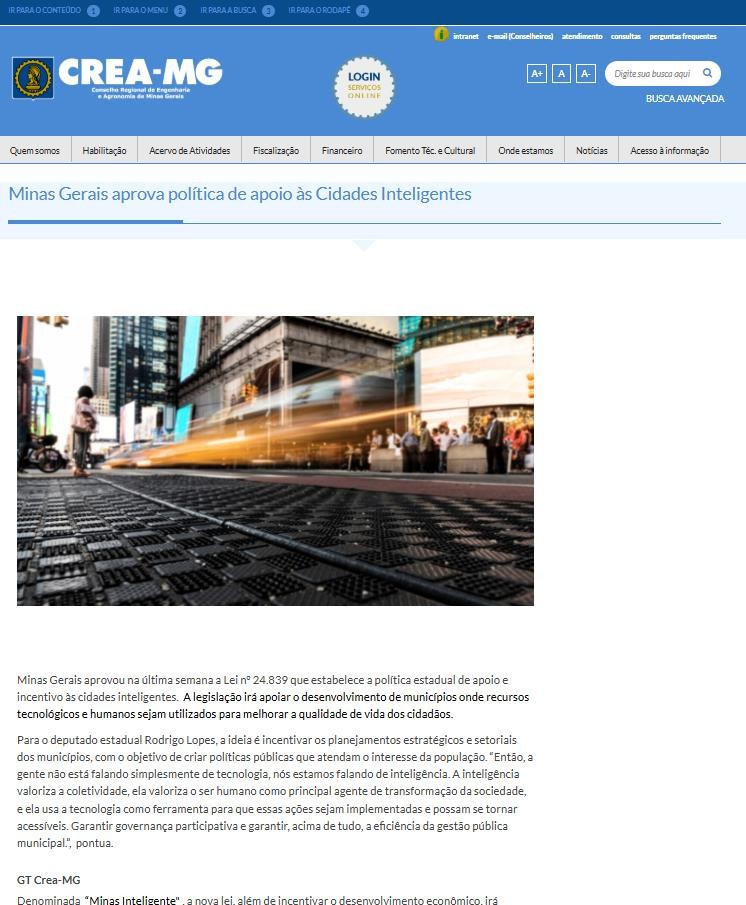 IR PARA O CONTEÚDO 1 IR PARA O MENU 2 IR PARA A BUSCA 3 IR PARA O RODAPÉ 4
intranet e-mail (Conselheiros) atendimento consultas perguntas frequentes
CREA-MG
Conselho Regional de Engenharia
e Agronomia de Minas Gerais
LOGIN
SERVIÇOS
ONLINE
A+ A A- Digite sua busca aqui
BUSCA AVANÇADA
Quem somos Habilitação Acervo de Atividades Fiscalização Financeiro Fomento Téc. e Cultural Onde estamos Notícias Acesso à informação
Minas Gerais aprova política de apoio às Cidades Inteligentes
Minas Gerais aprovou na última semana a Lei nº 24.839 que estabelece a política estadual de apoio e
incentivo às cidades inteligentes. A legislação irá apoiar o desenvolvimento de municípios onde recursos
tecnológicos e humanos sejam utilizados para melhorar a qualidade de vida dos cidadãos.
Para o deputado estadual Rodrigo Lopes, a ideia é incentivar os planejamentos estratégicos e setoriais
dos municípios, com o objetivo de criar políticas públicas que atendam o interesse da população. “Então, a
gente não está falando simplesmente de tecnologia, nós estamos falando de inteligência. A inteligência
valoriza a coletividade, ela valoriza o ser humano como principal agente de transformação da sociedade,
e ela usa a tecnologia como ferramenta para que essas ações sejam implementadas e possam se tornar
acessíveis. Garantir governança participativa e garantir, acima de tudo, a eficiência da gestão pública
municipal.”, pontua.
GT Crea-MG
Denominada “Minas Inteligente” , a nova lei, além de incentivar o desenvolvimento econômico, irá